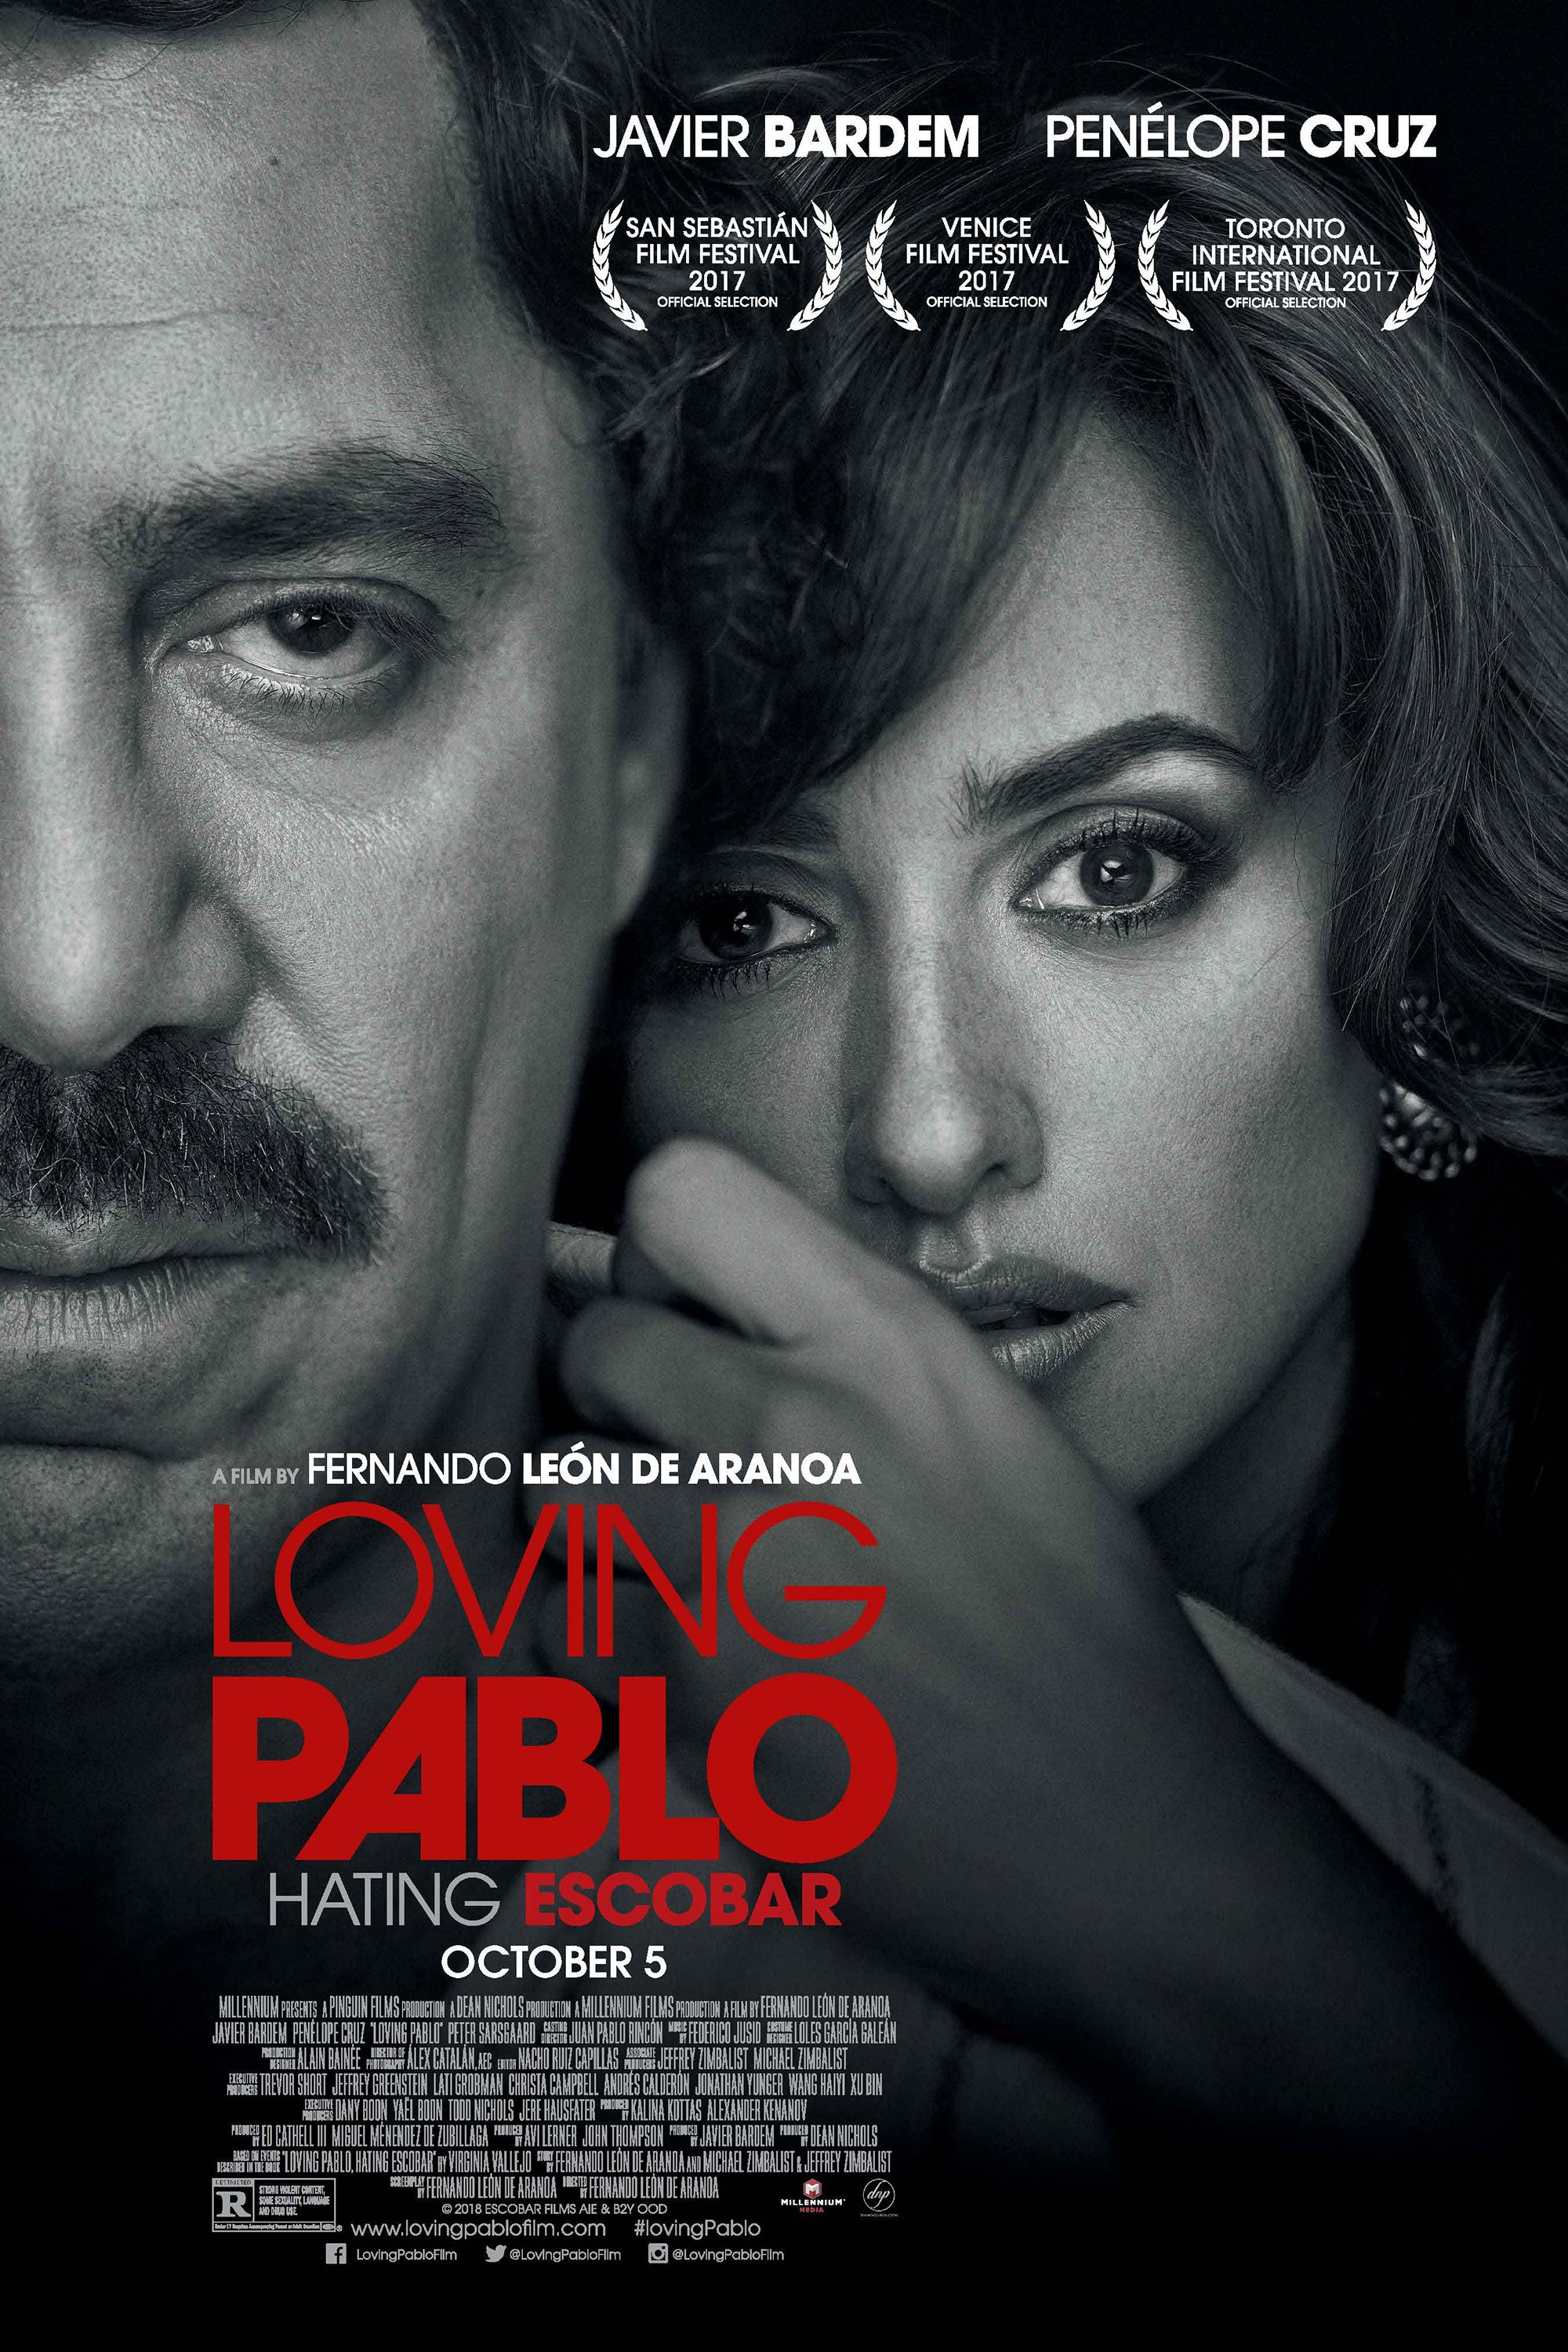 JAVIER BARDEM PENÉLOPE CRUZ
SAN SEBASTIÁN FILM FESTIVAL 2017 OFFICIAL SELECTION
VENICE FILM FESTIVAL 2017 OFFICIAL SELECTION
TORONTO INTERNATIONAL FILM FESTIVAL 2017 OFFICIAL SELECTION
A FILM BY FERNANDO LEÓN DE ARANOA
LOVING
PABLO
HATING ESCOBAR
OCTOBER 5
MILLENNIUM PRESENTS A PINGUIN FILMS PRODUCTION A DEAN NICHOLS PRODUCTION A MILLENNIUM FILMS PRODUCTION A FILM BY FERNANDO LEÓN DE ARANOA
JAVIER BARDEM PENÉLOPE CRUZ "LOVING PABLO" PETER SARSGAARD CASTING DIRECTOR JUAN PABLO RINCÓN MUSIC BY FEDERICO JUSID COSTUME DESIGNER LOLES GARCÍA GALEÁN
PRODUCTION DESIGNER ALAIN BAINÉE DIRECTOR OF PHOTOGRAPHY ÁLEX CATALÁN, AEC EDITOR NACHO RUIZ CAPILLAS ASSOCIATE PRODUCERS JEFFREY ZIMBALIST MICHAEL ZIMBALIST
EXECUTIVE PRODUCERS TREVOR SHORT JEFFREY GREENSTEIN LATI GROBMAN CHRISTA CAMPBELL ANDRÉS CALDERÓN JONATHAN YUNGER WANG HAIYI XU BIN
EXECUTIVE PRODUCERS DANY BOON YAËL BOON TODD NICHOLS JERE HAUSFATER PRODUCED BY KALINA KOTTAS ALEXANDER KENANOV
PRODUCED BY ED CATHELL III MIGUEL MÉNENDEZ DE ZUBILLAGA PRODUCED BY AVI LERNER JOHN THOMPSON PRODUCED BY JAVIER BARDEM PRODUCED BY DEAN NICHOLS
BASED ON EVENTS DESCRIBED IN THE BOOK "LOVING PABLO, HATING ESCOBAR" BY VIRGINIA VALLEJO STORY BY FERNANDO LEÓN DE ARANOA AND MICHAEL ZIMBALIST & JEFFREY ZIMBALIST
SCREENPLAY BY FERNANDO LEÓN DE ARANOA DIRECTED BY FERNANDO LEÓN DE ARANOA
RESTRICTED
R
STRONG VIOLENT CONTENT,
SOME SEXUALITY, LANGUAGE
AND DRUG USE.
Under 17 Requires Accompanying Parent or Adult Guardian
MILLENNIUM
MEDIA
dnp
© 2018 ESCOBAR FILMS AIE & B2Y OOD
www.lovingpablofilm.com #lovingPablo
LovingPabloFilm @LovingPabloFilm @LovingPabloFilm